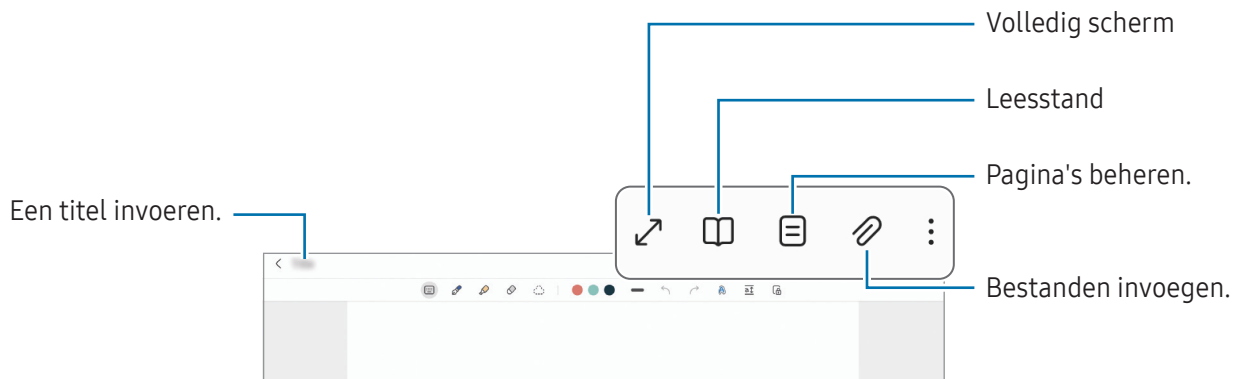 Volledig scherm
Leesstand
Pagina's beheren.
Een titel invoeren.
Bestanden invoegen.